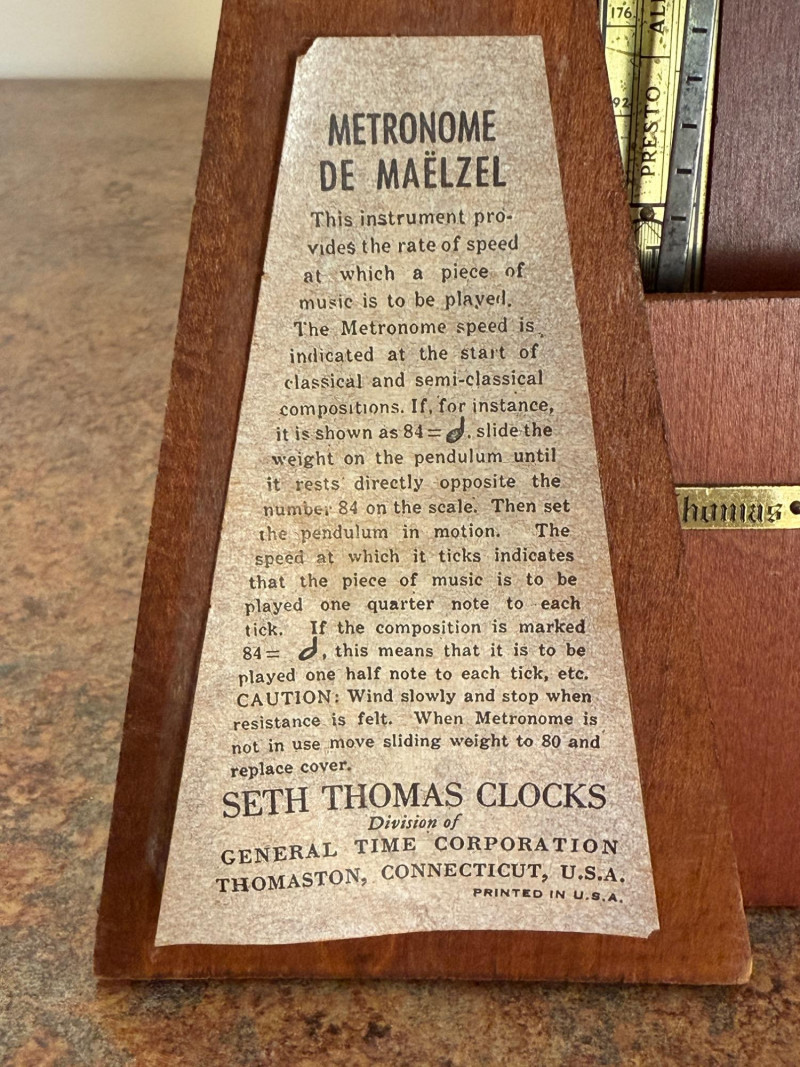 METRONOME
DE MAËLZEL
This instrument pro-
vides the rate of speed
at which a piece of
music is to be played.
The Metronome speed is
indicated at the start of
classical and semi-classical
compositions. If, for instance,
it is shown as 84 = 𝅘𝅥, slide the
weight on the pendulum until
it rests directly opposite the
number 84 on the scale. Then set
the pendulum in motion. The
speed at which it ticks indicates
that the piece of music is to be
played one quarter note to each
tick. If the composition is marked
84 = 𝅗𝅥, this means that it is to be
played one half note to each tick, etc.
CAUTION: Wind slowly and stop when
resistance is felt. When Metronome is
not in use move sliding weight to 80 and
replace cover.
SETH THOMAS CLOCKS
Division of
GENERAL TIME CORPORATION
THOMASTON, CONNECTICUT, U.S.A.
PRINTED IN U.S.A.
176.
92
PRESTO
AL
homas